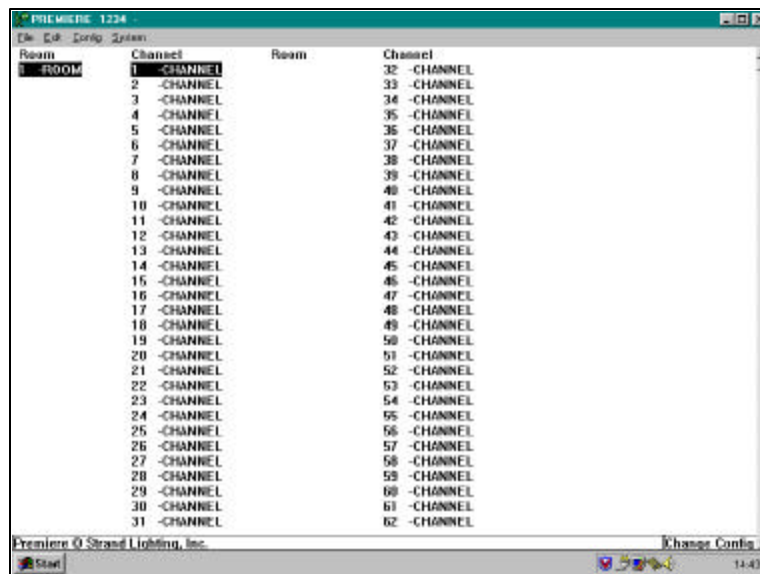 PREMIERE 1234 -
File Edit Config System
Room Channel Room Channel
1 -ROOM 1 -CHANNEL 32 -CHANNEL
2 -CHANNEL 33 -CHANNEL
3 -CHANNEL 34 -CHANNEL
4 -CHANNEL 35 -CHANNEL
5 -CHANNEL 36 -CHANNEL
6 -CHANNEL 37 -CHANNEL
7 -CHANNEL 38 -CHANNEL
8 -CHANNEL 39 -CHANNEL
9 -CHANNEL 40 -CHANNEL
10 -CHANNEL 41 -CHANNEL
11 -CHANNEL 42 -CHANNEL
12 -CHANNEL 43 -CHANNEL
13 -CHANNEL 44 -CHANNEL
14 -CHANNEL 45 -CHANNEL
15 -CHANNEL 46 -CHANNEL
16 -CHANNEL 47 -CHANNEL
17 -CHANNEL 48 -CHANNEL
18 -CHANNEL 49 -CHANNEL
19 -CHANNEL 50 -CHANNEL
20 -CHANNEL 51 -CHANNEL
21 -CHANNEL 52 -CHANNEL
22 -CHANNEL 53 -CHANNEL
23 -CHANNEL 54 -CHANNEL
24 -CHANNEL 55 -CHANNEL
25 -CHANNEL 56 -CHANNEL
26 -CHANNEL 57 -CHANNEL
27 -CHANNEL 58 -CHANNEL
28 -CHANNEL 59 -CHANNEL
29 -CHANNEL 60 -CHANNEL
30 -CHANNEL 61 -CHANNEL
31 -CHANNEL 62 -CHANNEL
Premiere O Strand Lighting, Inc. Change Config
Start 14:43